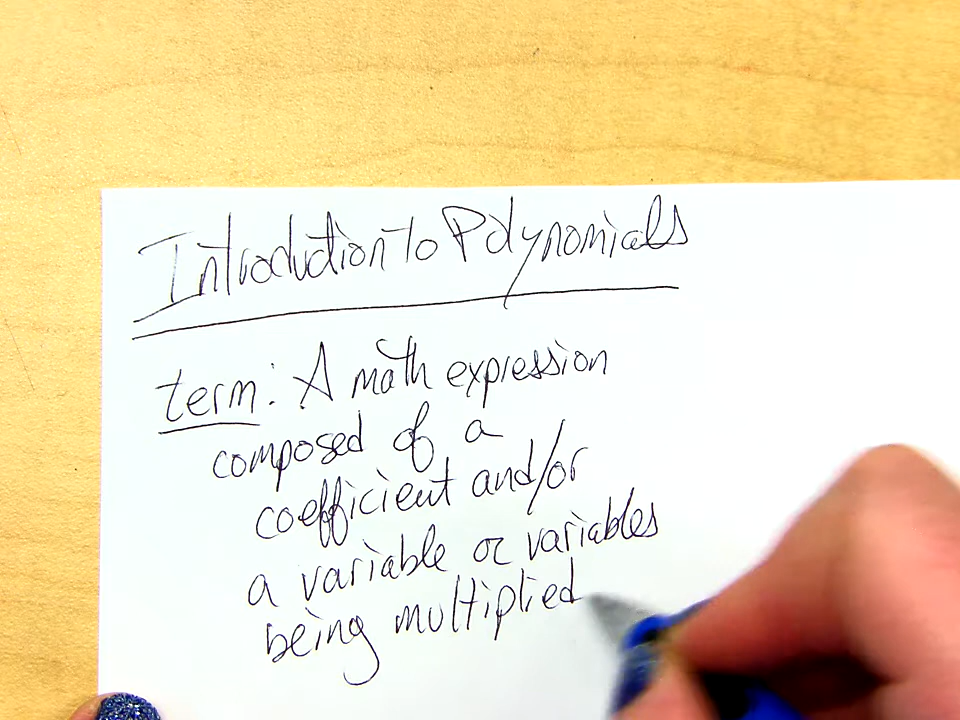 Introduction to Polynomials
term: A math expression
composed of a
coefficient and/or
a variable or variables
being multiplied